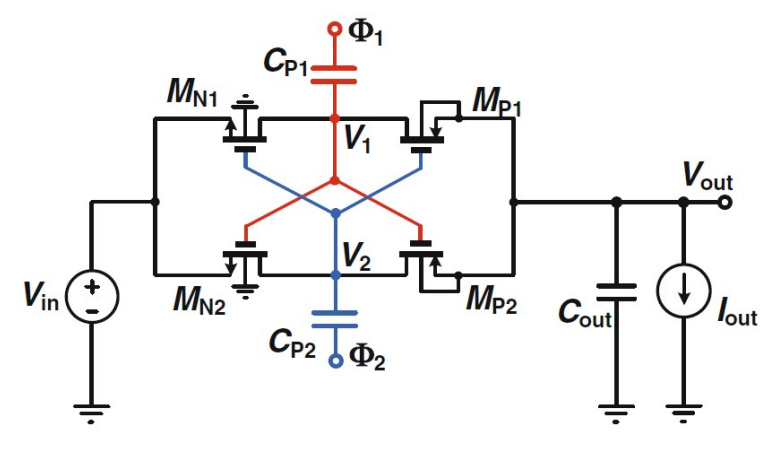 Φ1
CP1
MN1
MP1
V1
Vout
V2
Vin
+
−
MN2
MP2
Cout
Iout
CP2
Φ2